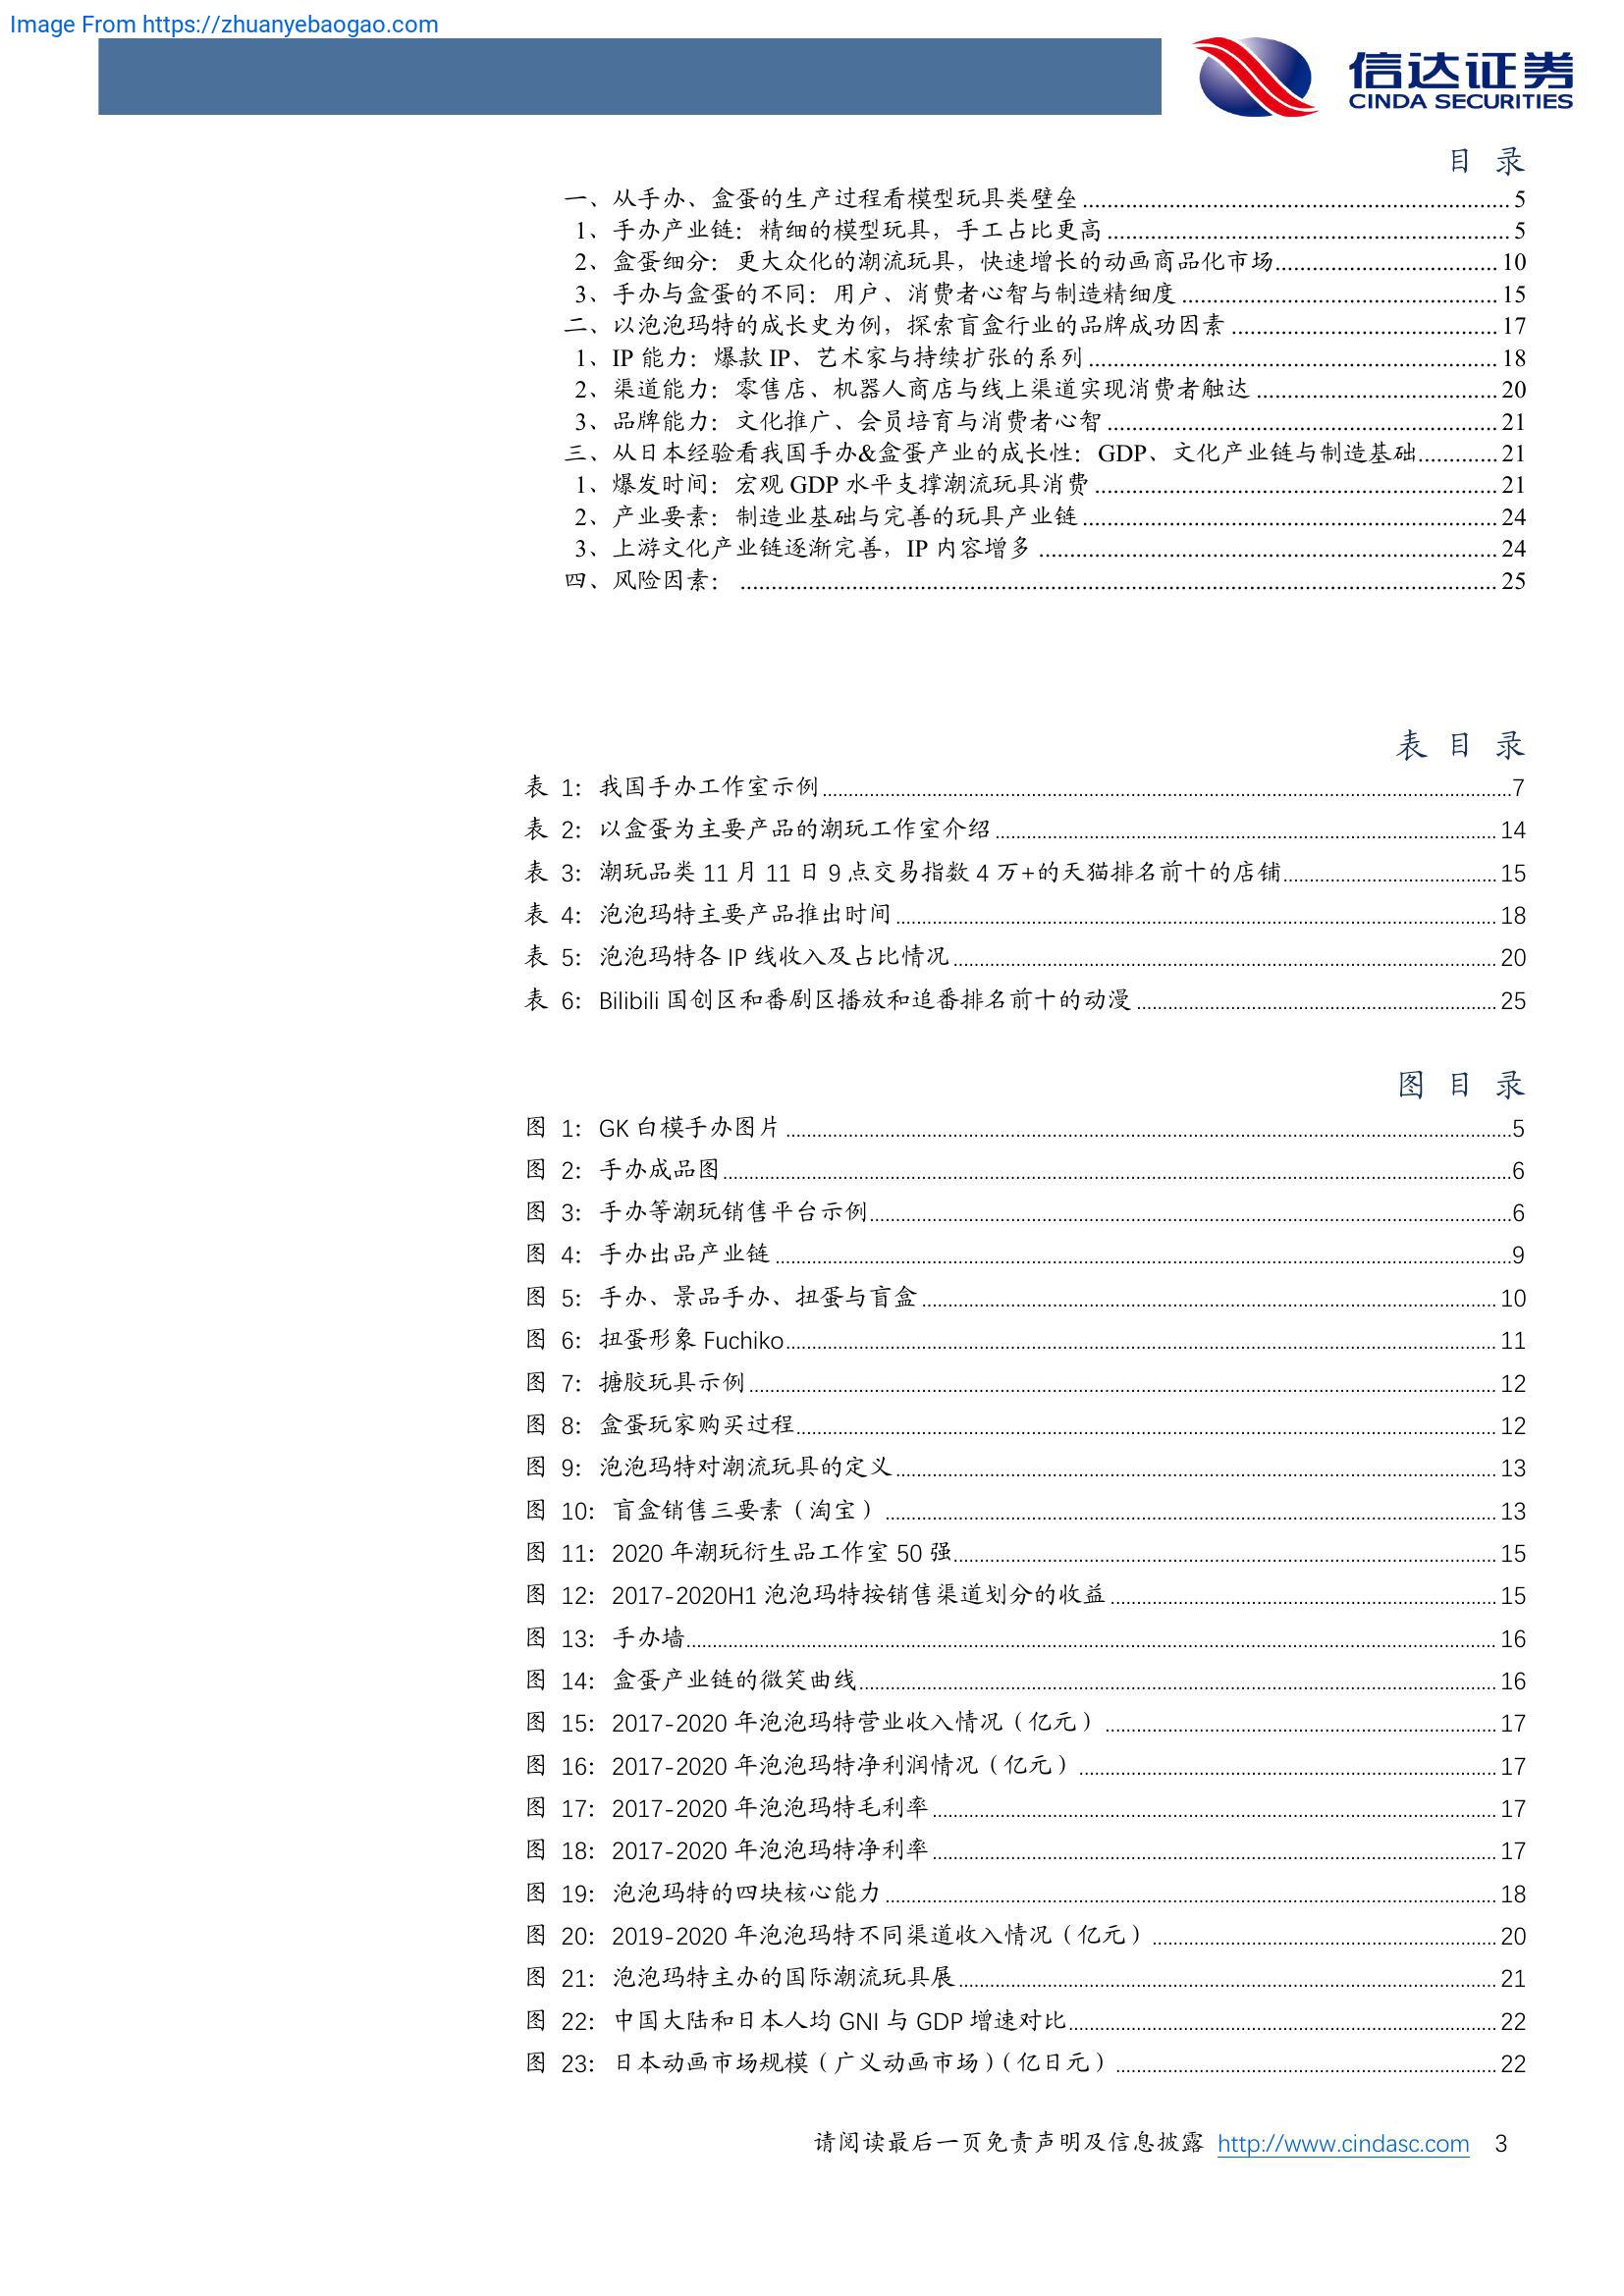 Image From https://zhuanyebaogao.com
信达证券
CINDA SECURITIES
目 录
一、从手办、盒蛋的生产过程看模型玩具类壁垒 5
1、手办产业链：精细的模型玩具，手工占比更高 5
2、盒蛋细分：更大众化的潮流玩具，快速增长的动画商品化市场 10
3、手办与盒蛋的不同：用户、消费者心智与制造精细度 15
二、以泡泡玛特的成长史为例，探索盲盒行业的品牌成功因素 17
1、IP 能力：爆款 IP、艺术家与持续扩张的系列 18
2、渠道能力：零售店、机器人商店与线上渠道实现消费者触达 20
3、品牌能力：文化推广、会员培育与消费者心智 21
三、从日本经验看我国手办&盒蛋产业的成长性：GDP、文化产业链与制造基础 21
1、爆发时间：宏观 GDP 水平支撑潮流玩具消费 21
2、产业要素：制造业基础与完善的玩具产业链 24
3、上游文化产业链逐渐完善，IP 内容增多 24
四、风险因素： 25
表 目 录
表 1：我国手办工作室示例 7
表 2：以盒蛋为主要产品的潮玩工作室介绍 14
表 3：潮玩品类 11 月 11 日 9 点交易指数 4 万+的天猫排名前十的店铺 15
表 4：泡泡玛特主要产品推出时间 18
表 5：泡泡玛特各 IP 线收入及占比情况 20
表 6：Bilibili 国创区和番剧区播放和追番排名前十的动漫 25
图 目 录
图 1：GK 白模手办图片 5
图 2：手办成品图 6
图 3：手办等潮玩销售平台示例 6
图 4：手办出品产业链 9
图 5：手办、景品手办、扭蛋与盲盒 10
图 6：扭蛋形象 Fuchiko 11
图 7：搪胶玩具示例 12
图 8：盒蛋玩家购买过程 12
图 9：泡泡玛特对潮流玩具的定义 13
图 10：盲盒销售三要素（淘宝） 13
图 11：2020 年潮玩衍生品工作室 50 强 15
图 12：2017-2020H1 泡泡玛特按销售渠道划分的收益 15
图 13：手办墙 16
图 14：盒蛋产业链的微笑曲线 16
图 15：2017-2020 年泡泡玛特营业收入情况（亿元） 17
图 16：2017-2020 年泡泡玛特净利润情况（亿元） 17
图 17：2017-2020 年泡泡玛特毛利率 17
图 18：2017-2020 年泡泡玛特净利率 17
图 19：泡泡玛特的四块核心能力 18
图 20：2019-2020 年泡泡玛特不同渠道收入情况（亿元） 20
图 21：泡泡玛特主办的国际潮流玩具展 21
图 22：中国大陆和日本人均 GNI 与 GDP 增速对比 22
图 23：日本动画市场规模（广义动画市场）（亿日元） 22
请阅读最后一页免责声明及信息披露 http://www.cindasc.com 3